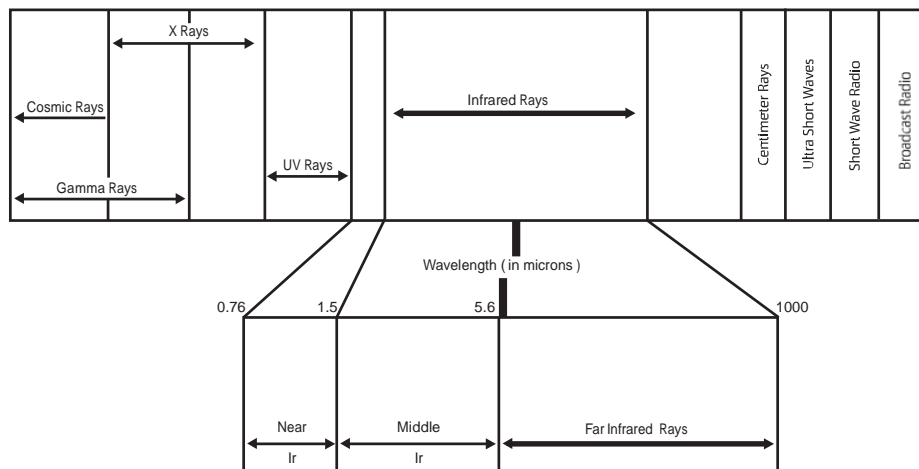 X Rays
Cosmic Rays
Infrared Rays
UV Rays
Gamma Rays
Centimeter Rays
Ultra Short Waves
Short Wave Radio
Broadcast Radio
Wavelength ( in microns )
0.76
1.5
5.6
1000
Near
Ir
Middle
Ir
Far Infrared Rays